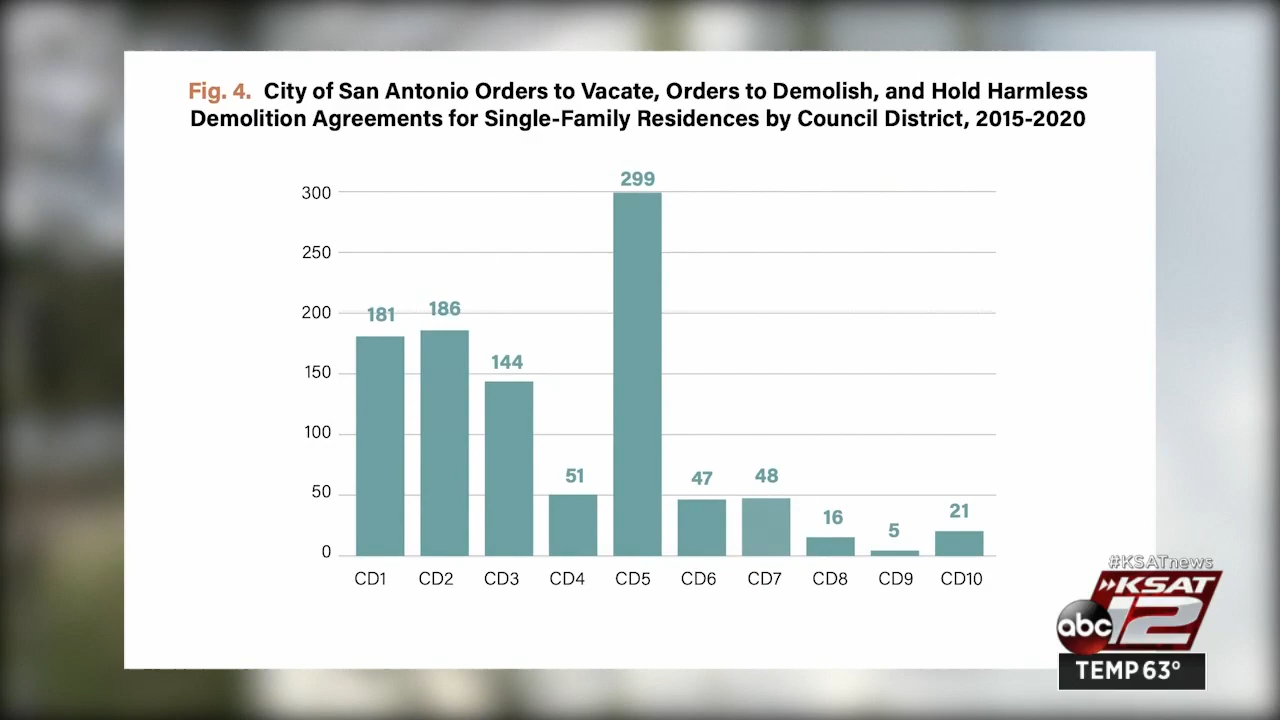 Fig. 4. City of San Antonio Orders to Vacate, Orders to Demolish, and Hold Harmless
Demolition Agreements for Single-Family Residences by Council District, 2015-2020
300
250
200
150
100
50
0
181
186
144
51
299
47
48
16
5
21
CD1
CD2
CD3
CD4
CD5
CD6
CD7
CD8
CD9
CD10
#KSATnews
KSAT
abc 12
TEMP 63°